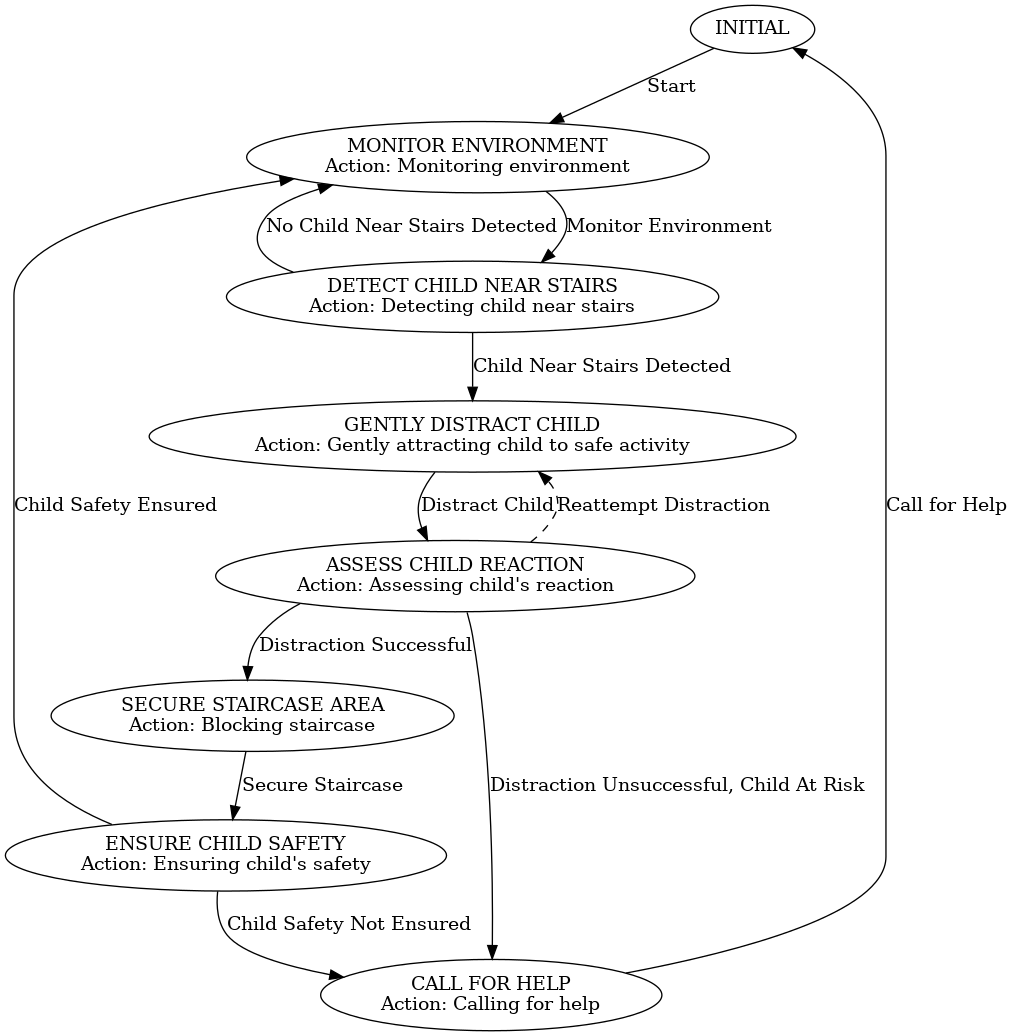 INITIAL
Start
MONITOR ENVIRONMENT
Action: Monitoring environment
No Child Near Stairs Detected
Monitor Environment
DETECT CHILD NEAR STAIRS
Action: Detecting child near stairs
Child Near Stairs Detected
GENTLY DISTRACT CHILD
Action: Gently attracting child to safe activity
Child Safety Ensured
Distract Child
Reattempt Distraction
Call for Help
ASSESS CHILD REACTION
Action: Assessing child's reaction
Distraction Successful
SECURE STAIRCASE AREA
Action: Blocking staircase
Secure Staircase
Distraction Unsuccessful, Child At Risk
ENSURE CHILD SAFETY
Action: Ensuring child's safety
Child Safety Not Ensured
CALL FOR HELP
Action: Calling for help